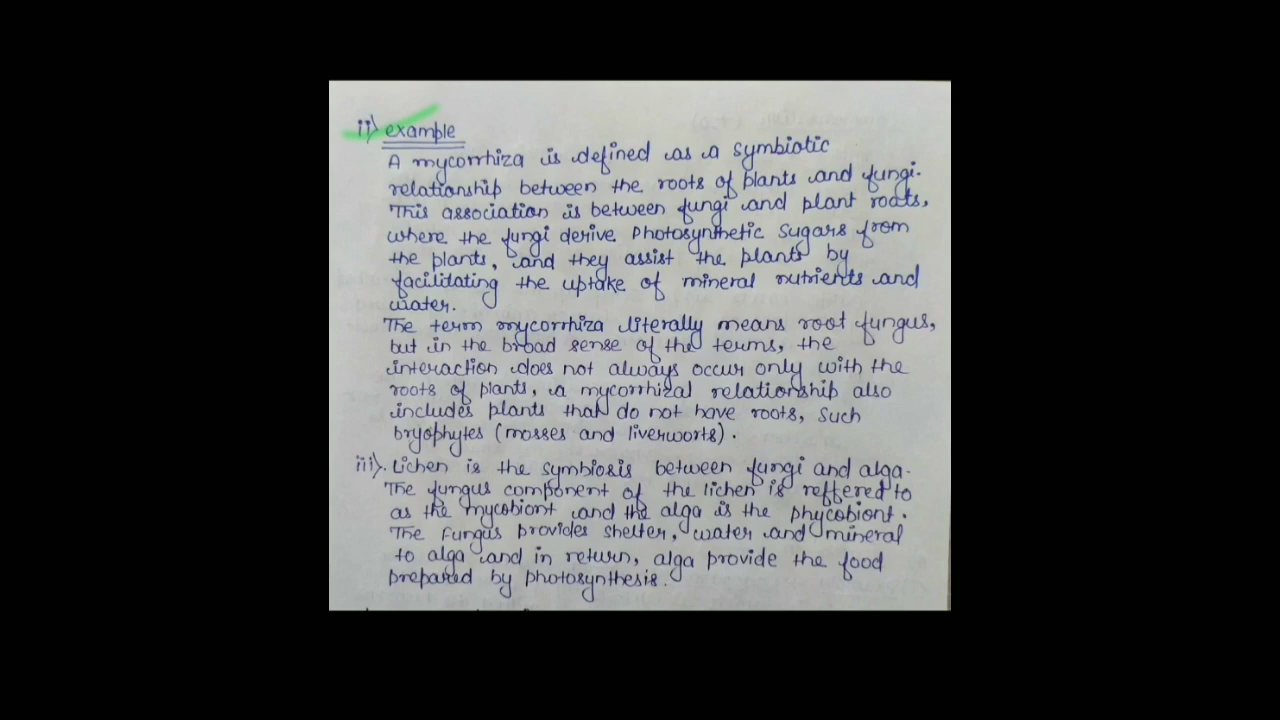 ii) example
A mycorrhiza is defined as a symbiotic
relationship between the roots of plants and fungi.
This association is between fungi and plant roots,
where the fungi derive photosynthetic sugars from
the plants, and they assist the plants by
facilitating the uptake of mineral nutrients and
water.
The term mycorrhiza literally means root fungus,
but in the broad sense of the terms, the
interaction does not always occur only with the
roots of plants, a mycorrhizal relationship also
includes plants that do not have roots, such
bryophytes (mosses and liverworts).
iii). Lichen is the symbiosis between fungi and alga.
The fungus component of the lichen is reffered to
as the mycobiont and the alga is the phycobiont.
The fungus provides shelter, water and mineral
to alga and in return, alga provide the food
prepared by photosynthesis.